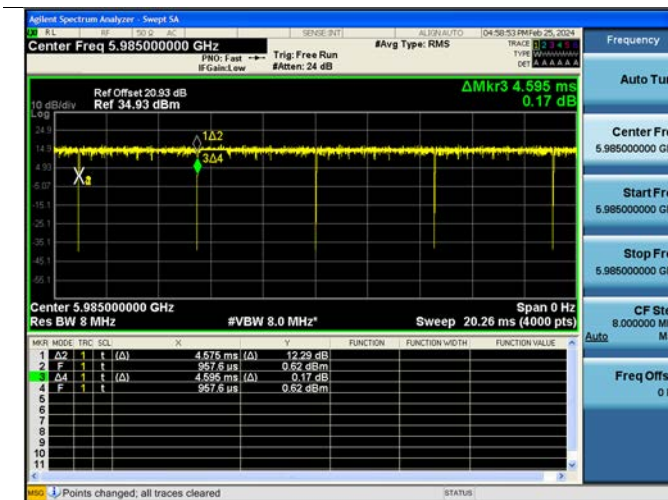 Agilent Spectrum Analyzer - Swept SA
RL RF 50 Ω AC SENSE:INT ALIGN AUTO 04:58:53 PM Feb 25, 2024
Center Freq 5.985000000 GHz
PNO: Fast
IFGain:Low
Trig: Free Run
#Atten: 24 dB
#Avg Type: RMS
TRACE 1 2 3 4 5 6
TYPE
DET A A A A A A
Frequency
Ref Offset 20.93 dB
10 dB/div Ref 34.93 dBm
Log
ΔMkr3 4.595 ms
0.17 dB
24.9
14.9
4.93
-5.07
-15.1
-25.1
-35.1
-45.1
-55.1
1Δ2
3Δ4
Center 5.985000000 GHz Span 0 Hz
Res BW 8 MHz #VBW 8.0 MHz* Sweep 20.26 ms (4000 pts)
MKR MODE TRC SCL X Y FUNCTION FUNCTION WIDTH FUNCTION VALUE
1 Δ2 1 t (Δ) 4.575 ms (Δ) 12.29 dB
2 F 1 t 957.6 µs 0.62 dBm
3 Δ4 1 t (Δ) 4.595 ms (Δ) 0.17 dB
4 F 1 t 957.6 µs 0.62 dBm
5
6
7
8
9
10
11
MSG Points changed; all traces cleared STATUS
Auto Tun
Center Fre
5.985000000 G
Start Fre
5.985000000 G
Stop Fre
5.985000000 G
CF Ste
8.000000 M
Auto M
Freq Offs
0